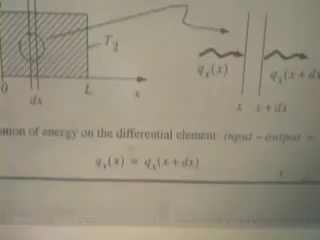 T₂
qₓ(x)
qₓ(x + dx
0
L
x
dx
x
x + dx
ation of energy on the differential element: input – output =
qₓ(x) = qₓ(x + dx)